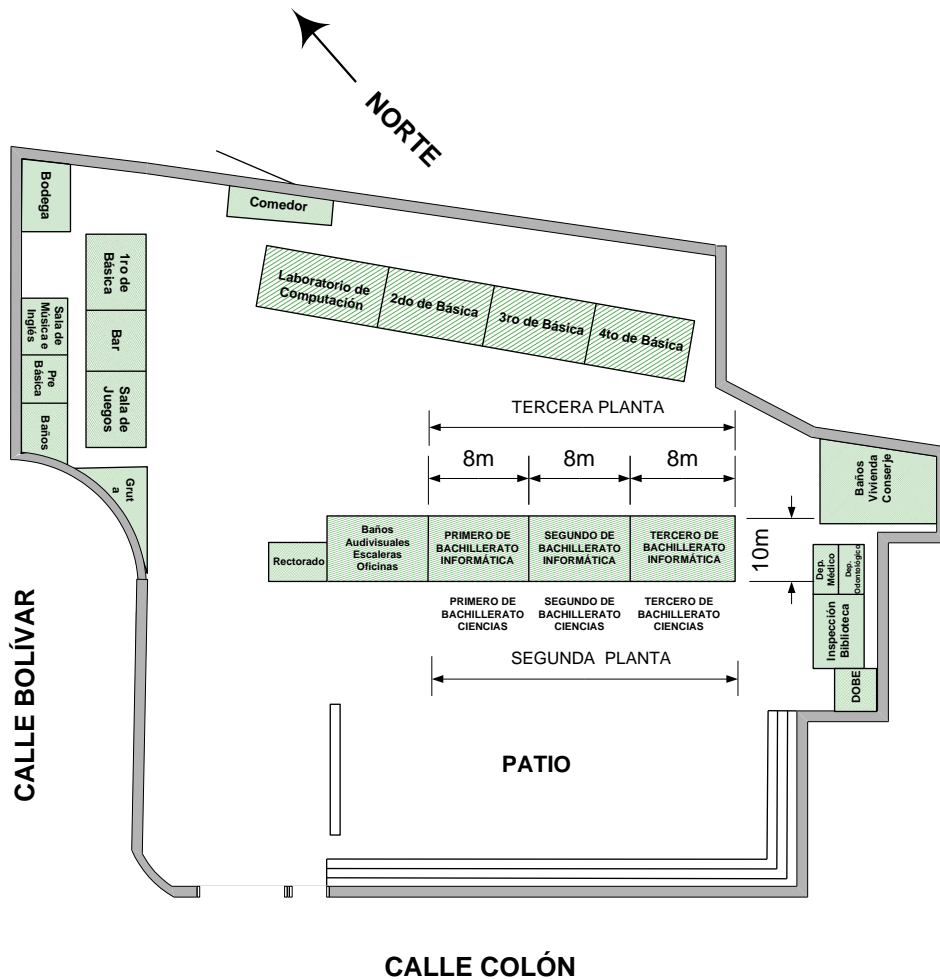 NORTE
Bodega
Comedor
1ro de
Básica
Laboratorio de
Computación
2do de Básica
3ro de Básica
4to de Básica
Sala de
Música e
Inglés
Bar
Pre
Básica
Sala de
Juegos
Baños
TERCERA PLANTA
8m
8m
8m
Grut
a
Baños
Vivienda
Conserje
Rectorado
Baños
Audivisuales
Escaleras
Oficinas
PRIMERO DE
BACHILLERATO
INFORMÁTICA
SEGUNDO DE
BACHILLERATO
INFORMÁTICA
TERCERO DE
BACHILLERATO
INFORMÁTICA
10m
Dep.
Médico
Dep.
Odontológico
PRIMERO DE
BACHILLERATO
CIENCIAS
SEGUNDO DE
BACHILLERATO
CIENCIAS
TERCERO DE
BACHILLERATO
CIENCIAS
Inspección
Biblioteca
SEGUNDA PLANTA
DOBE
CALLE BOLÍVAR
PATIO
CALLE COLÓN